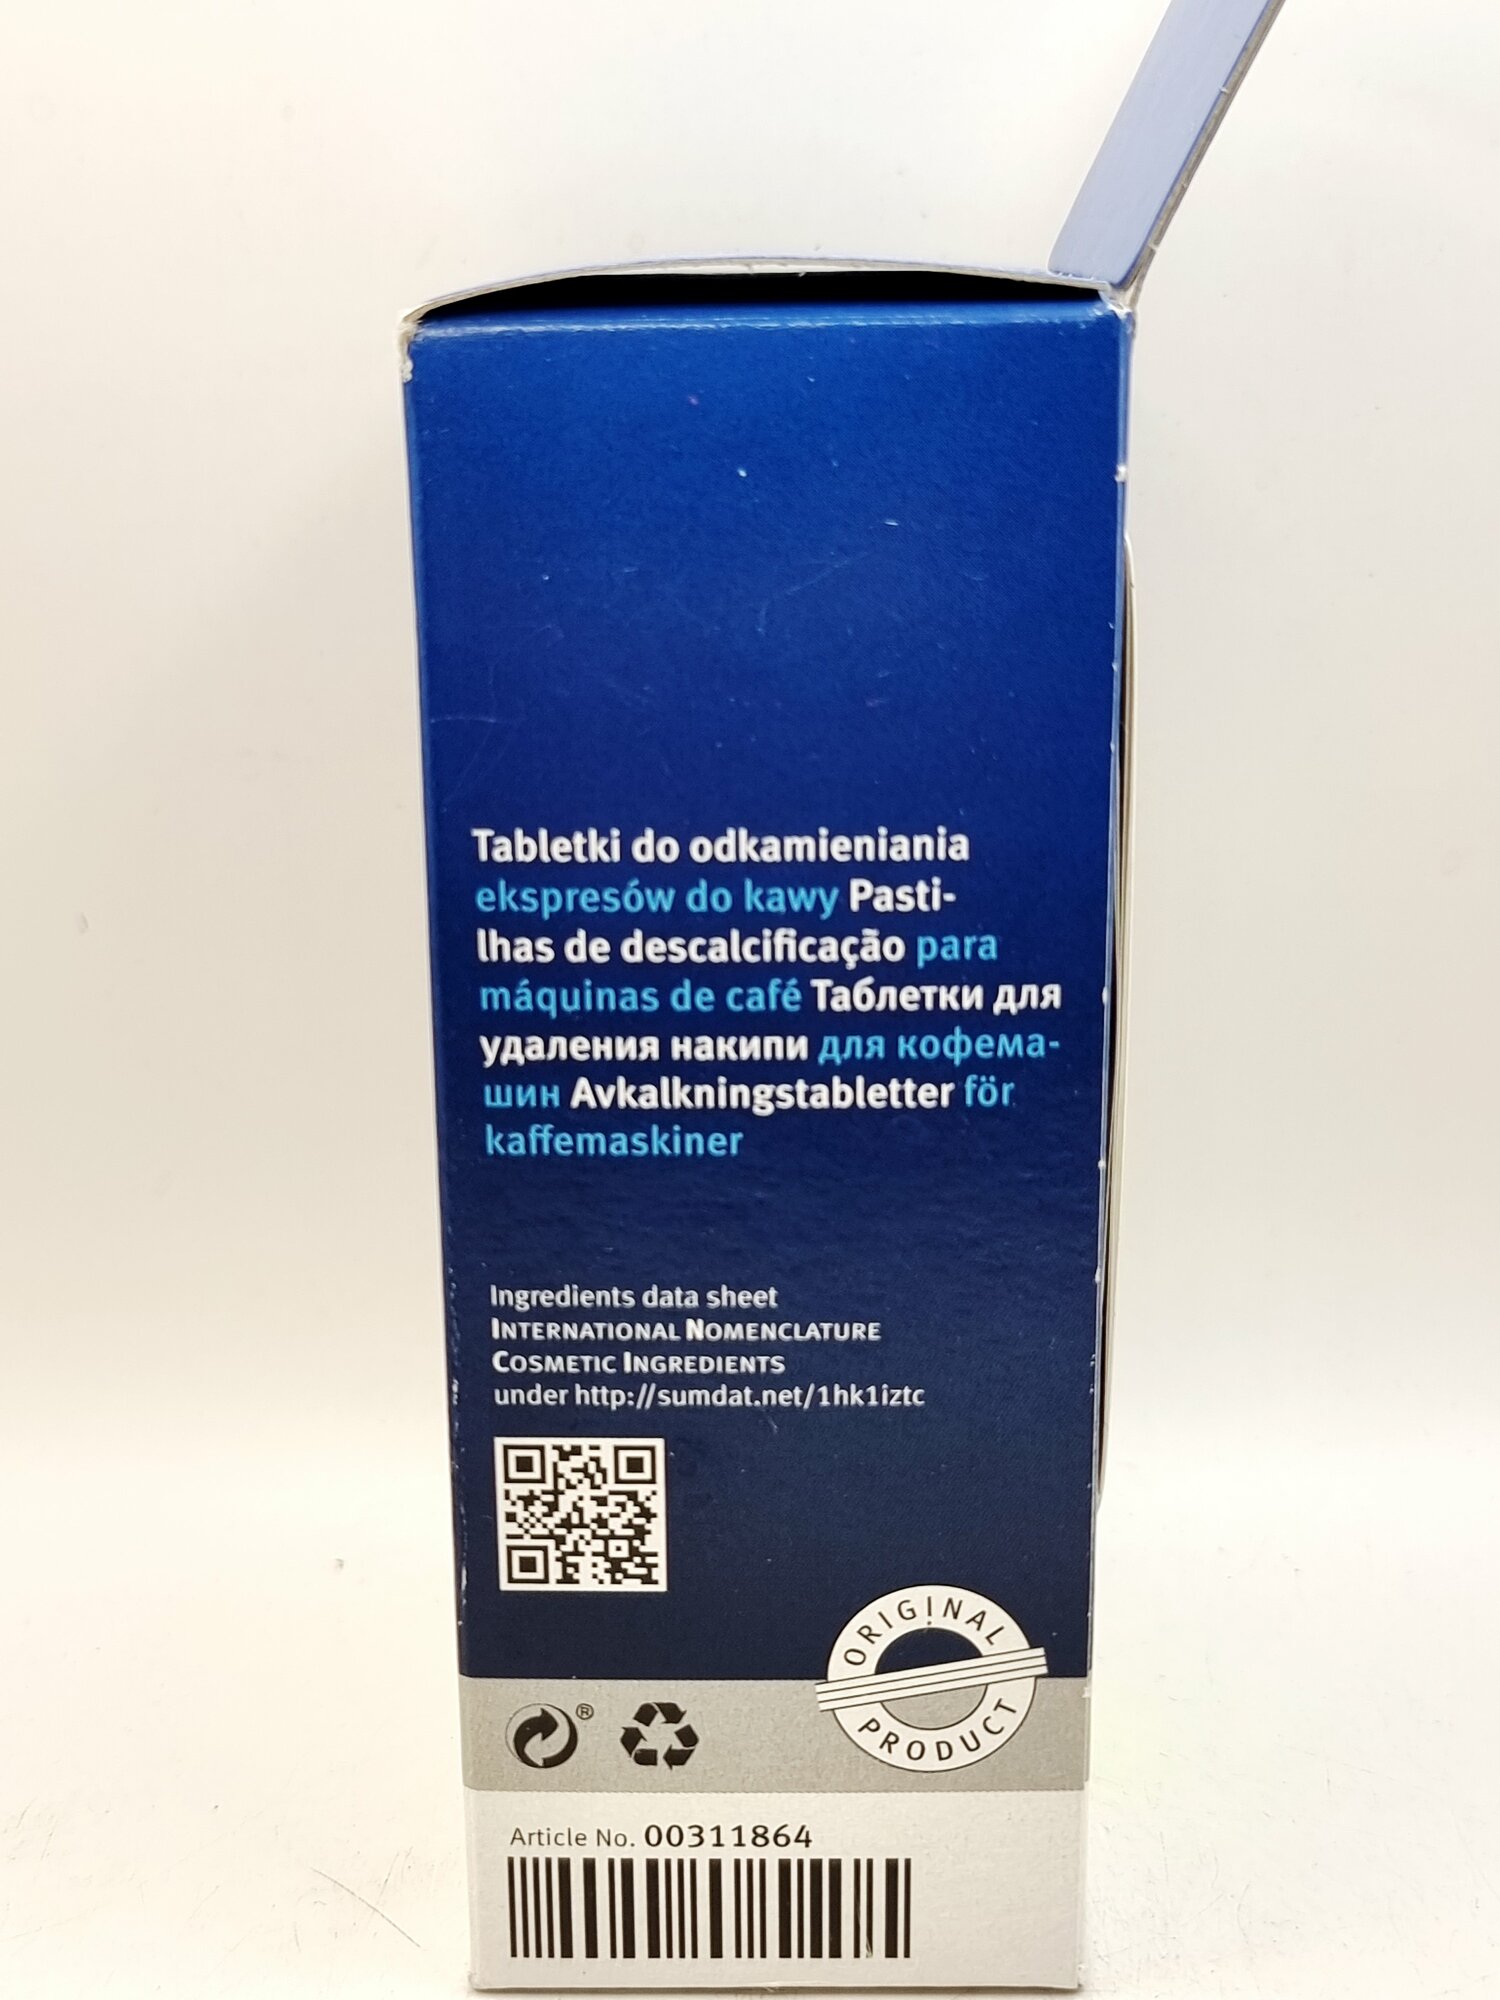 Tabletki do odkamieniania
ekspresów do kawy Pasti-
lhas de descalcificação para
máquinas de café Таблетки для
удаления накипи для кофема-
шин Avkalkningstabletter för
kaffemaskiner
Ingredients data sheet
INTERNATIONAL NOMENCLATURE
COSMETIC INGREDIENTS
under http://sumdat.net/1hk1iztc
ORIGINAL
PRODUCT
®
Article No. 00311864